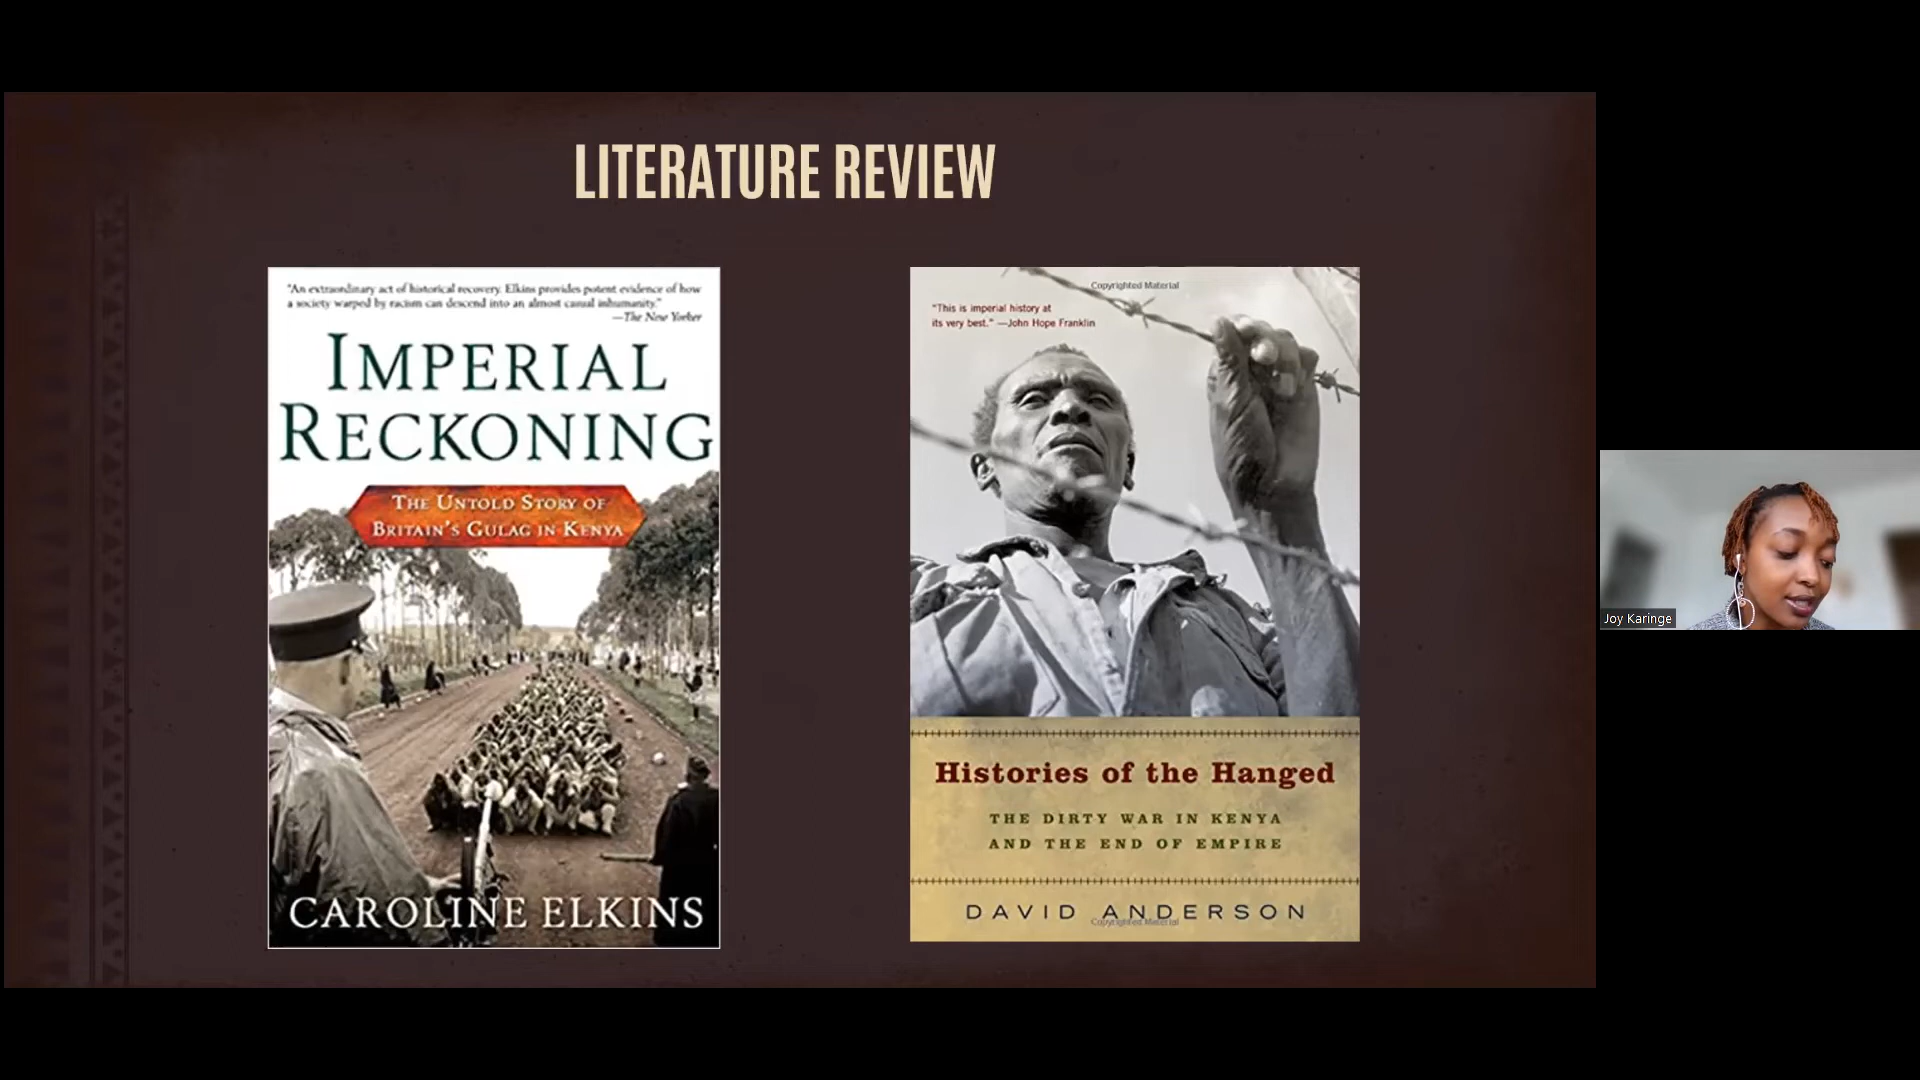 LITERATURE REVIEW
"An extraordinary act of historical recovery. Elkins provides potent evidence of how
a society warped by racism can descend into an almost casual inhumanity."
—The New Yorker
IMPERIAL
RECKONING
THE UNTOLD STORY OF
BRITAIN'S GULAG IN KENYA
CAROLINE ELKINS
Copyrighted Material
"This is imperial history at
its very best." —John Hope Franklin
Histories of the Hanged
THE DIRTY WAR IN KENYA
AND THE END OF EMPIRE
DAVID ANDERSON
Copyrighted Material
Joy Karinge